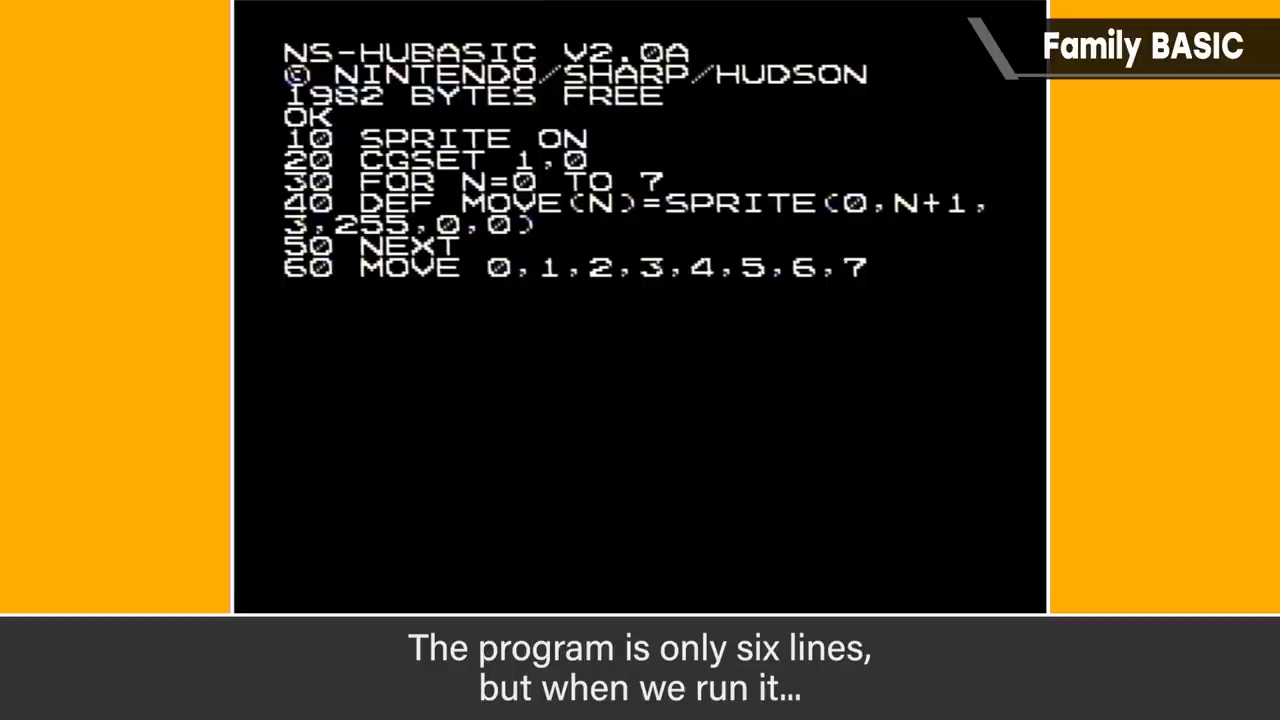 Family BASIC
NS-HUBASIC V2.0A
© NINTENDO/SHARP/HUDSON
1982 BYTES FREE
OK
10 SPRITE ON
20 CGSET 1,0
30 FOR N=0 TO 7
40 DEF MOVE(N)=SPRITE(0,N+1,
3,255,0,0)
50 NEXT
60 MOVE 0,1,2,3,4,5,6,7
The program is only six lines,
but when we run it...